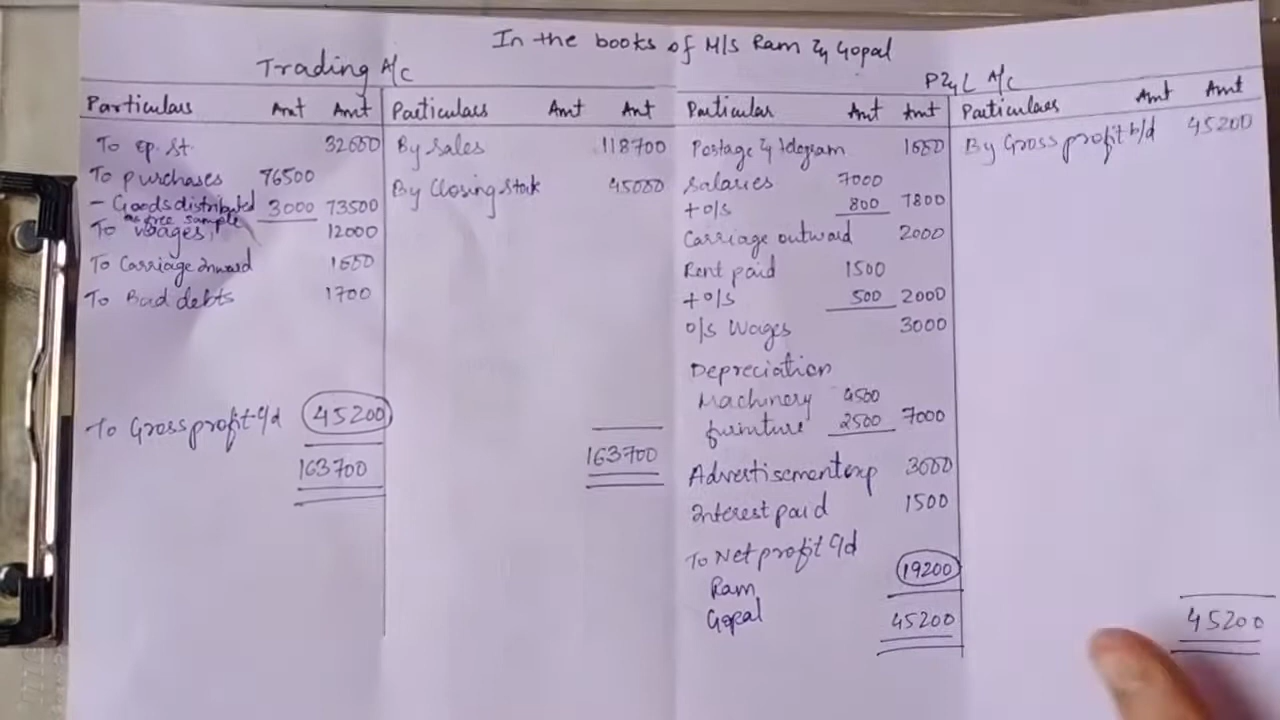 In the books of M/S Ram & Gopal
Trading A/C
Particulars Amt Amt
To op. st. 32600
To purchases 76500
- Goods distributed 3000 73500
as free sample
To wages 12000
To Carriage Inward 1600
To Bad debts 1700
To Gross profit c/d 45200
163700
Particulars Amt Amt
By Sales 118700
By Closing Stock 45000
163700
P & L A/C
Particular Amt Amt
Postage & telegram 1600
Salaries 7000
+ O/S 800 7800
Carriage outward 2000
Rent paid 1500
+ O/S 500 2000
O/S Wages 3000
Depreciation
Machinery 4500
furniture 2500 7000
Advertisement exp 3000
Interest paid 1500
To Net profit c/d 19200
Ram
Gopal 45200
Particulars Amt Amt
By Gross profit b/d 45200
45200